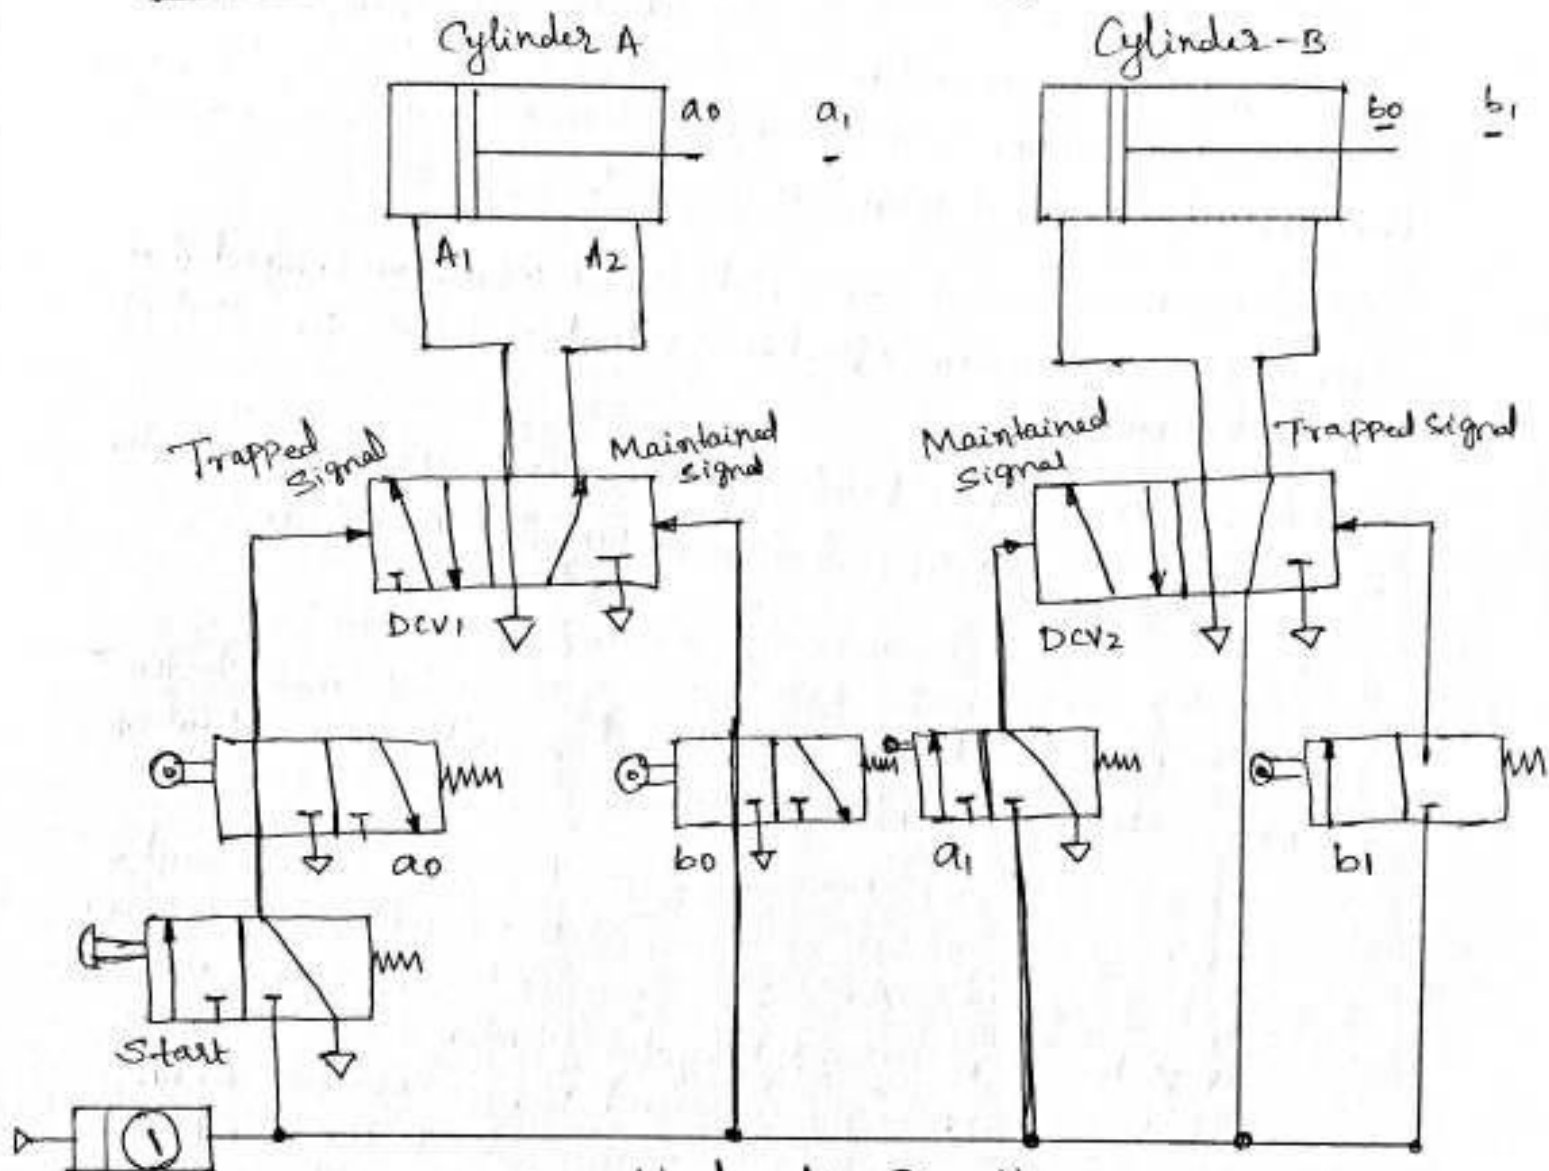 Cylinder A
Cylinder-B
a0
a1
b0
b1
A1
A2
Trapped
Signal
Maintained
Signal
Maintained
Signal
Trapped Signal
DCV1
DCV2
a0
b0
a1
b1
Start